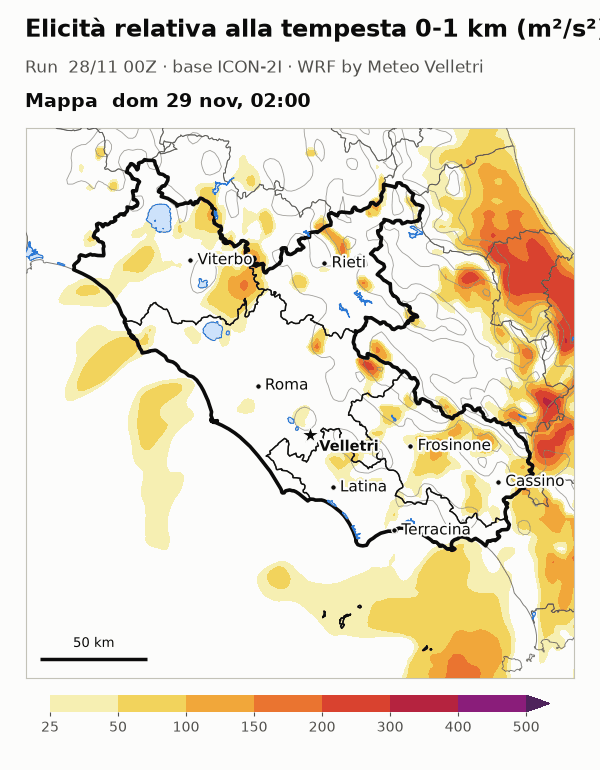 Elicità relativa alla tempesta 0-1 km (m²/s²)
Run 28/11 00Z · base ICON-2I · WRF by Meteo Velletri
Mappa dom 29 nov, 02:00
Viterbo
Rieti
Roma
Velletri
Frosinone
Cassino
Latina
Terracina
50 km
25 50 100 150 200 300 400 500